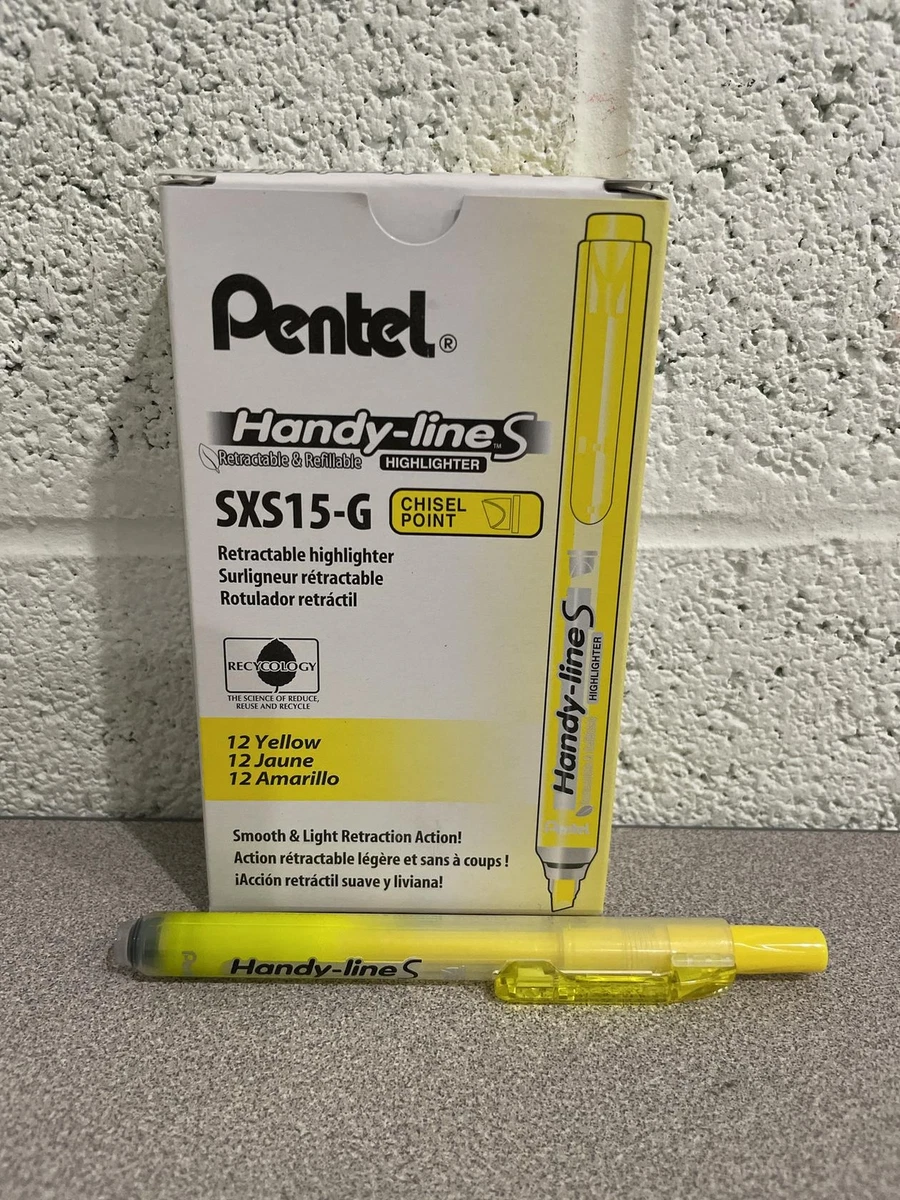 Pentel®
Handy-line S™
Retractable & Refillable HIGHLIGHTER
SXS15-G CHISEL POINT
Retractable highlighter
Surligneur rétractable
Rotulador retráctil
RECYCOLOGY
THE SCIENCE OF REDUCE,
REUSE AND RECYCLE
12 Yellow
12 Jaune
12 Amarillo
Smooth & Light Retraction Action!
Action rétractable légère et sans à coups !
¡Acción retráctil suave y liviana!
Handy-line S
HIGHLIGHTER
Pentel
Handy-line S